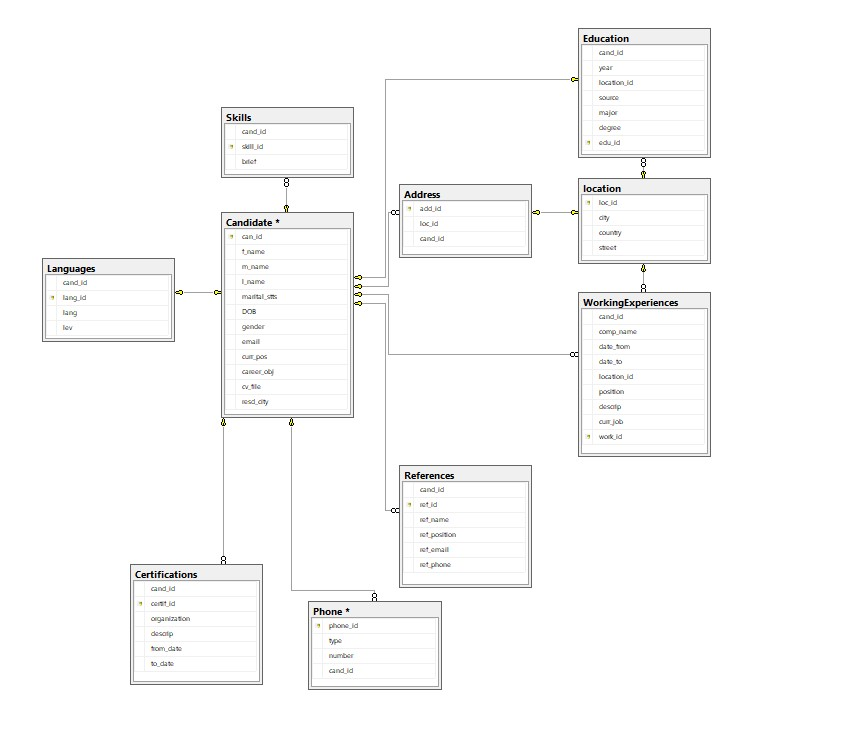 Education
cand_id
year
location_id
source
major
degree
edu_id
Skills
cand_id
skill_id
brief
location
loc_id
city
country
street
Address
add_id
loc_id
cand_id
Candidate *
can_id
f_name
m_name
l_name
marital_stts
DOB
gender
email
curr_pos
career_obj
cv_file
resd_city
Languages
cand_id
lang_id
lang
lev
WorkingExperiences
cand_id
comp_name
date_from
date_to
location_id
position
descrip
curr_job
work_id
References
cand_id
ref_id
ref_name
ref_position
ref_email
ref_phone
Certifications
cand_id
certif_id
organization
descrip
from_date
to_date
Phone *
phone_id
type
number
cand_id